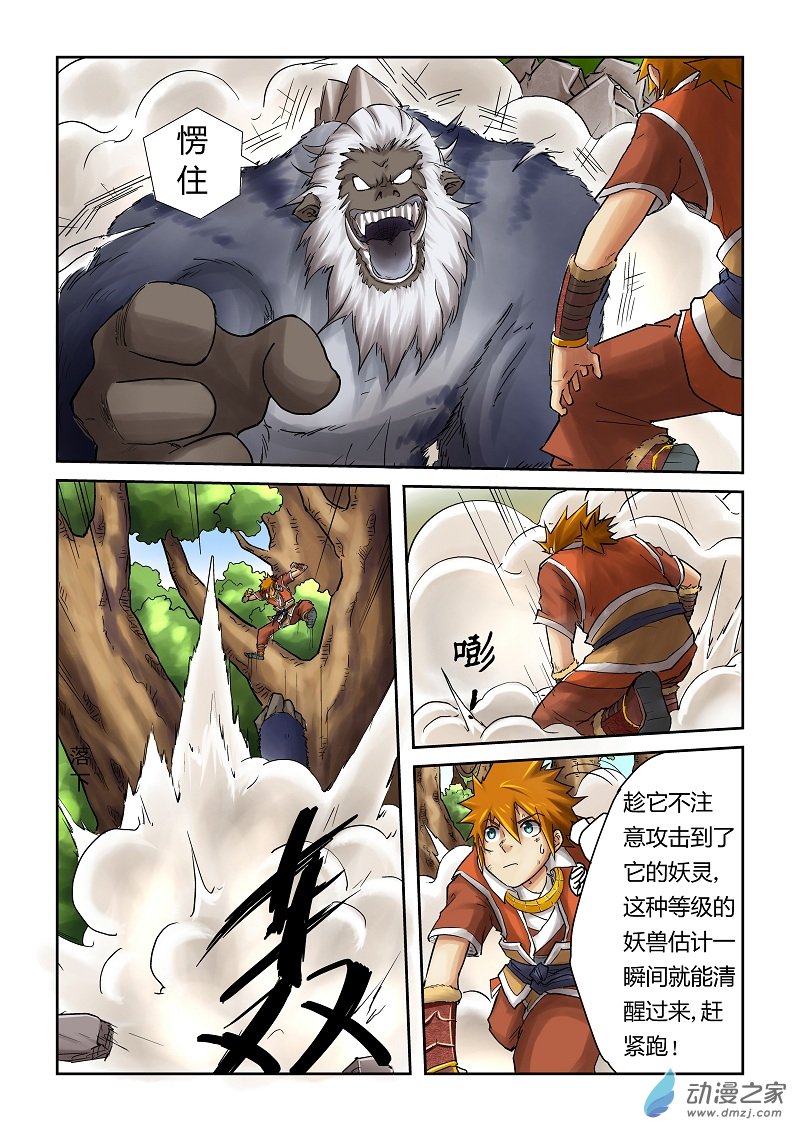 愣
住
落
下
轰
嘭!
趁它不注
意攻击到了
它的妖灵,
这种等级的
妖兽估计一
瞬间就能清
醒过来,赶
紧跑!
动漫之家
www.dmzj.com